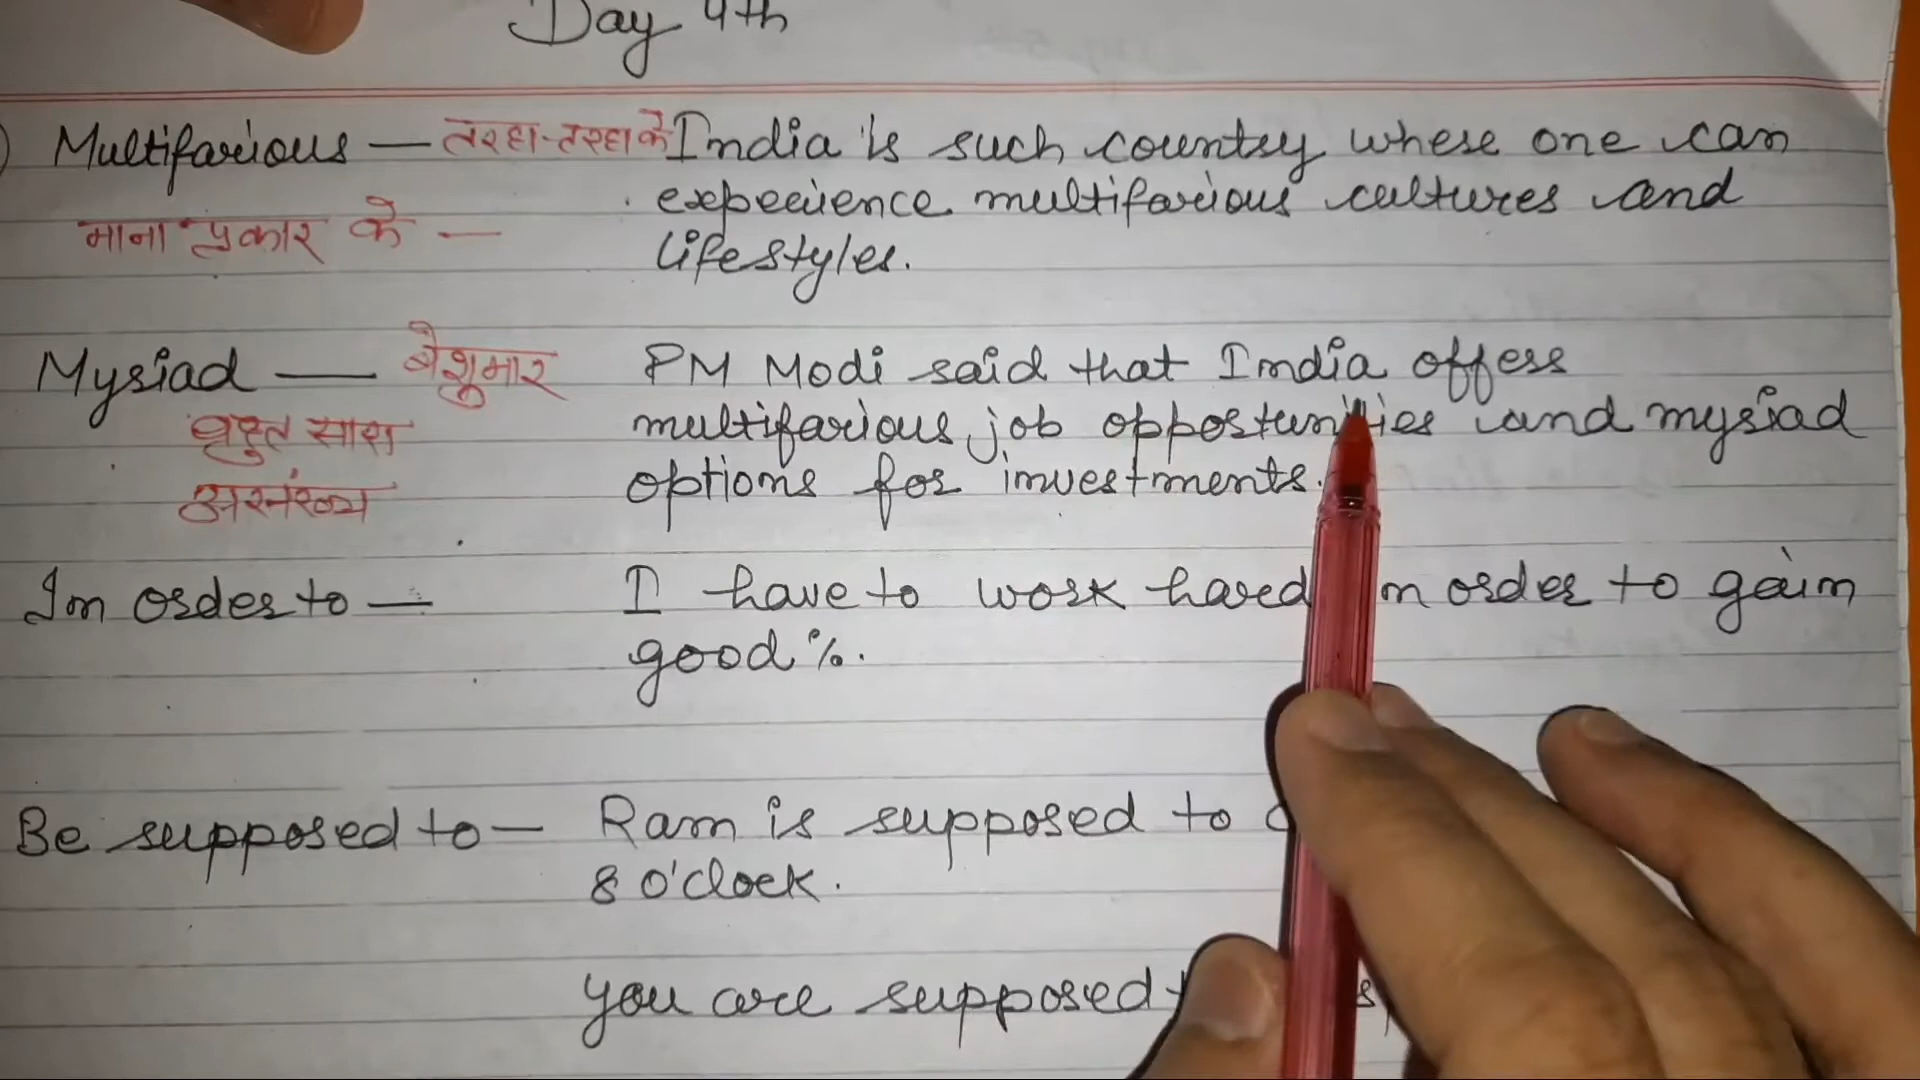 Day 4th
Multifarious — तरहा-तरहा के India is such country where one can
माना प्रकार के — experience multifarious cultures and
lifestyles.
Myriad — बेशुमार PM Modi said that India offers
बहुत सारा multifarious job opportunities and myriad
असंख्य options for investments.
In order to — I have to work hard in order to gain
good %.
Be supposed to — Ram is supposed to
8 o'clock.
you are supposed